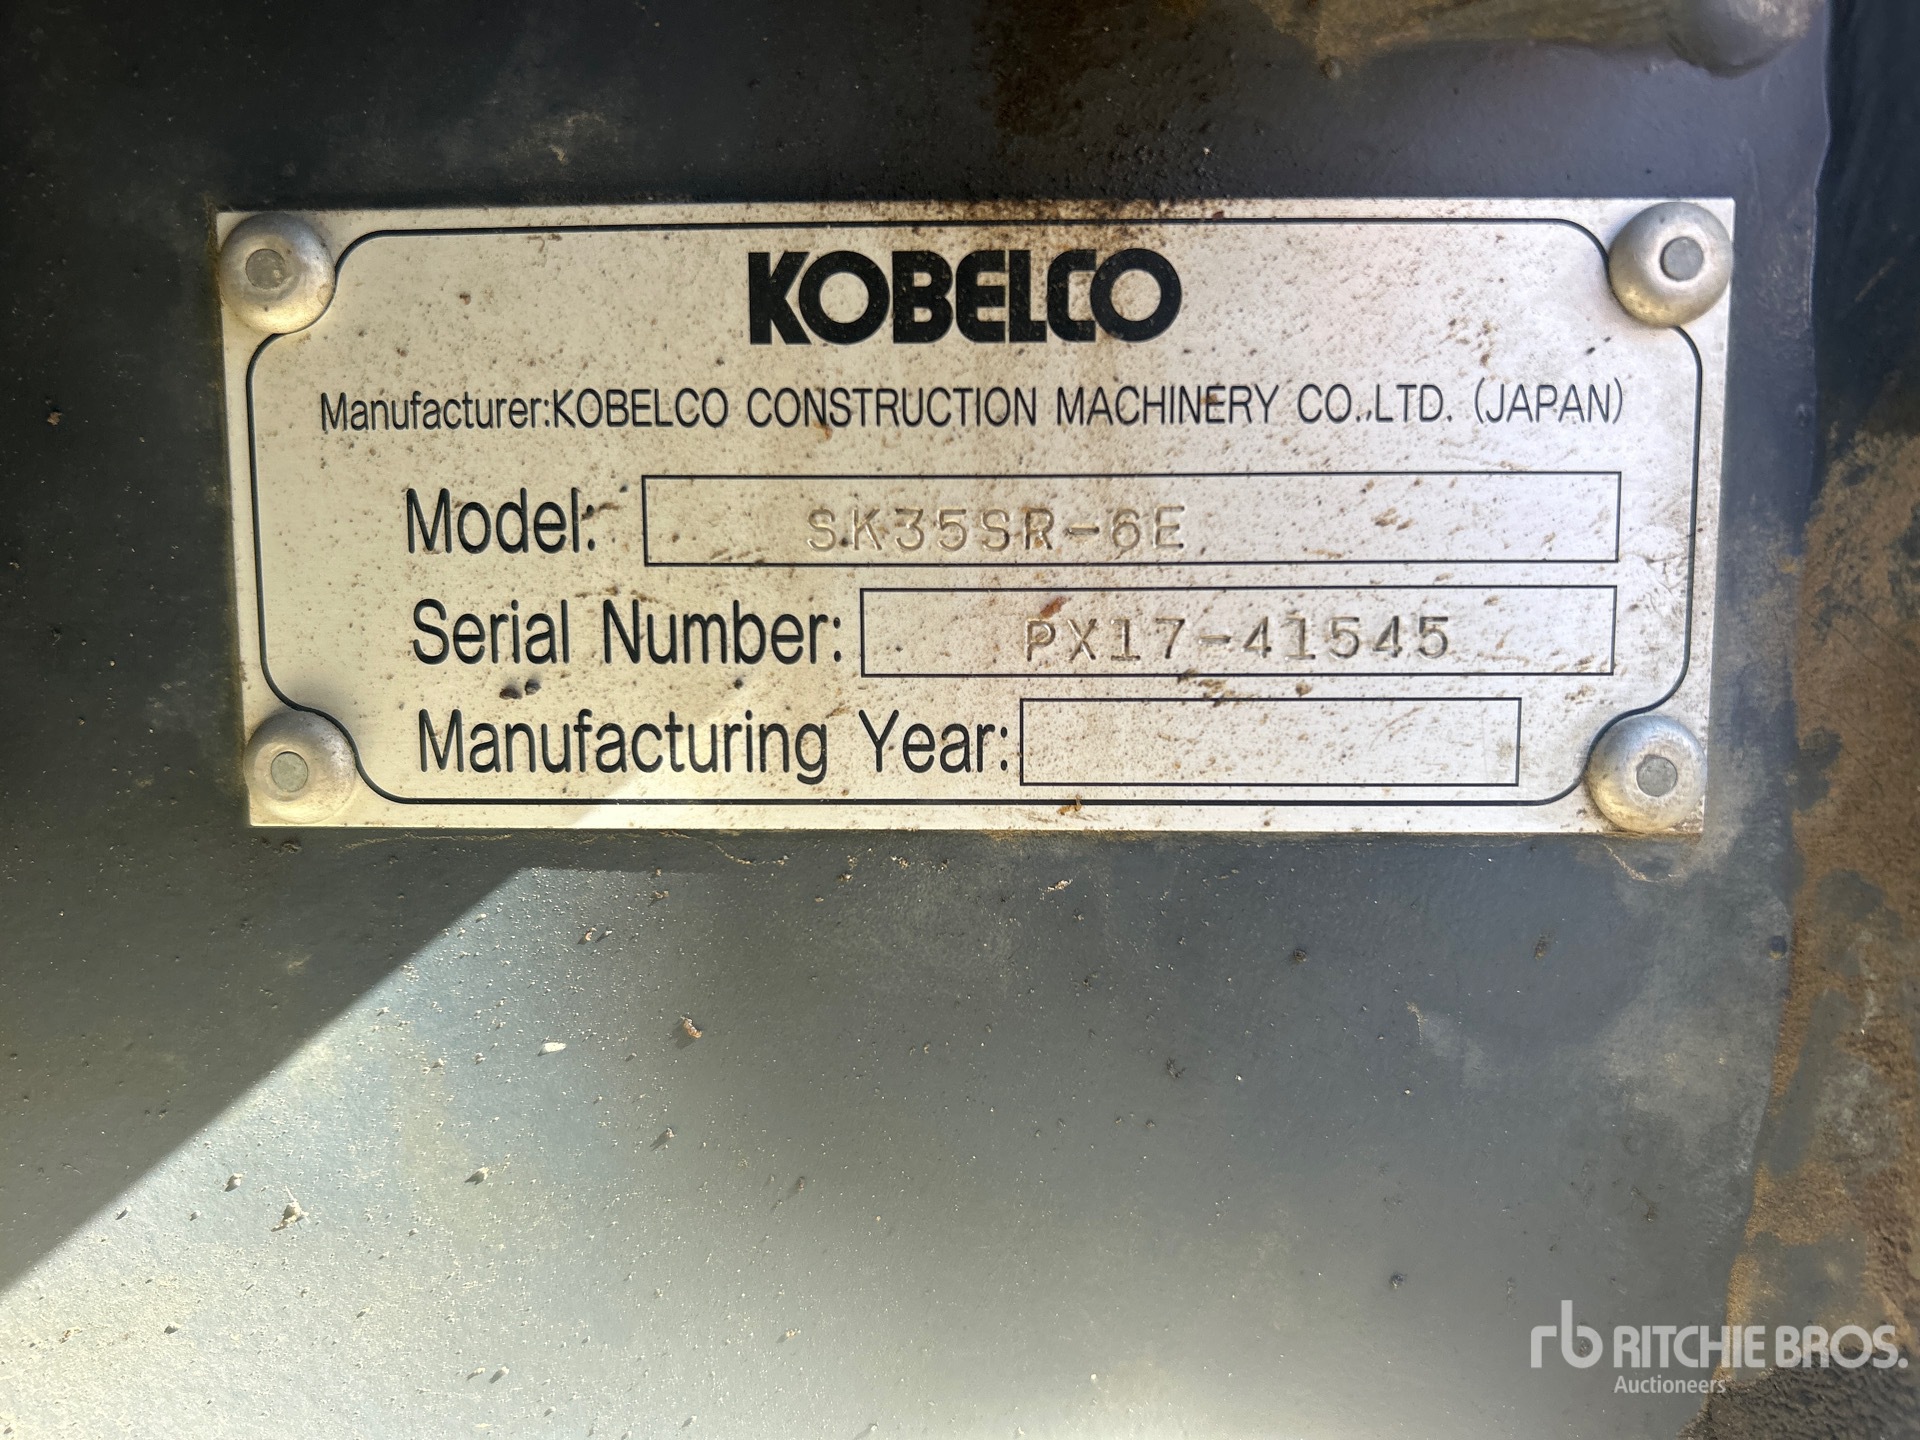 KOBELCO
Manufacturer:KOBELCO CONSTRUCTION MACHINERY CO.,LTD. (JAPAN)
Model: SK35SR-6E
Serial Number: PX17-41545
Manufacturing Year:
rb RITCHIE BROS.
Auctioneers